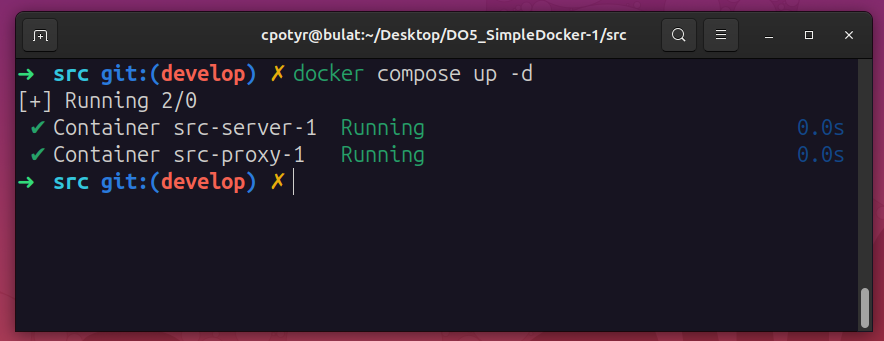 cpotyr@bulat:~/Desktop/DO5_SimpleDocker-1/src
➜ src git:(develop) ✗ docker compose up -d
[+] Running 2/0
✔ Container src-server-1 Running 0.0s
✔ Container src-proxy-1 Running 0.0s
➜ src git:(develop) ✗